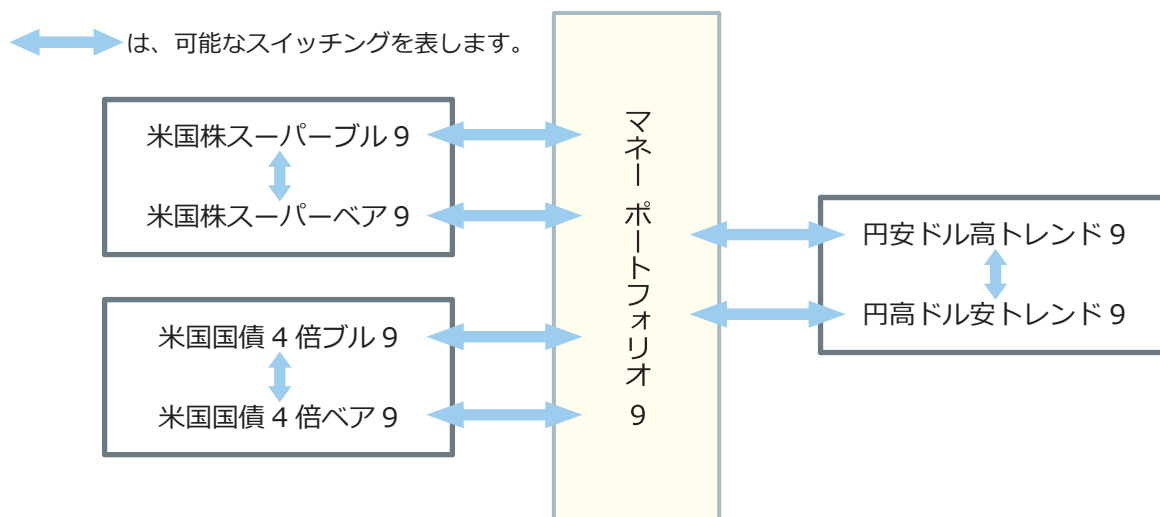 は、可能なスイッチングを表します。
米国株スーパーブル9
米国株スーパーベア9
米国国債4倍ブル9
米国国債4倍ベア9
マネー ポートフォリオ 9
円安ドル高トレンド9
円高ドル安トレンド9